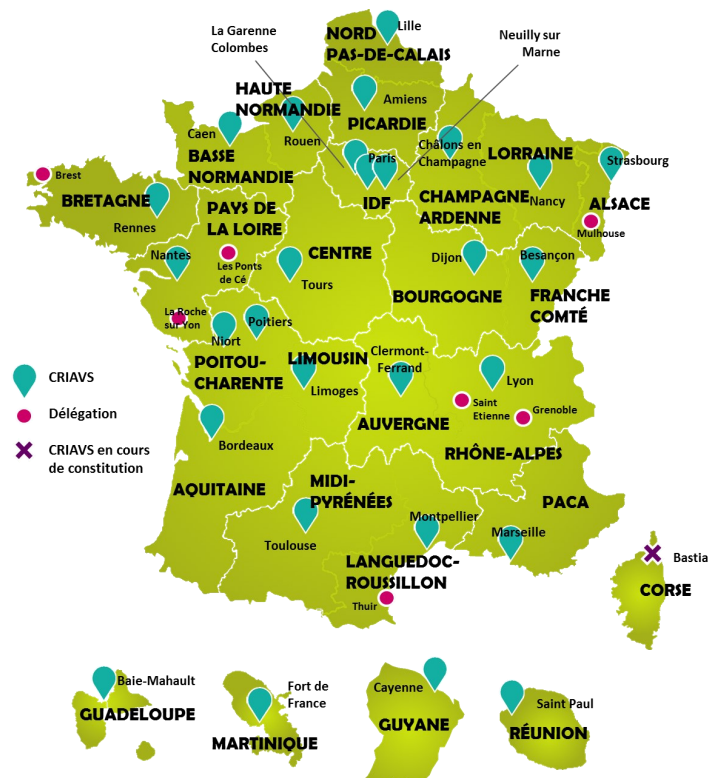 La Garenne
Colombes
NORD
PAS-DE-CALAIS
Lille
Neuilly sur
Marne
HAUTE
NORMANDIE
Amiens
PICARDIE
Caen
Rouen
BASSE
NORMANDIE
Paris
IDF
Châlons en
Champagne
LORRAINE
Strasbourg
CHAMPAGNE
ARDENNE
Nancy
ALSACE
Mulhouse
Brest
BRETAGNE
Rennes
PAYS DE
LA LOIRE
Nantes
Les Ponts
de Cé
CENTRE
Tours
Dijon
BOURGOGNE
Besançon
FRANCHE
COMTÉ
La Roche
sur Yon
Niort
Poitiers
POITOU-
CHARENTE
LIMOUSIN
Limoges
Clermont-
Ferrand
AUVERGNE
Lyon
Saint
Etienne
Grenoble
RHÔNE-ALPES
CRIAVS
Délégation
CRIAVS en cours
de constitution
Bordeaux
AQUITAINE
MIDI-
PYRÉNÉES
Toulouse
Montpellier
LANGUEDOC-
ROUSSILLON
Thuir
PACA
Marseille
Bastia
CORSE
Baie-Mahault
GUADELOUPE
Fort de
France
MARTINIQUE
Cayenne
GUYANE
Saint Paul
RÉUNION